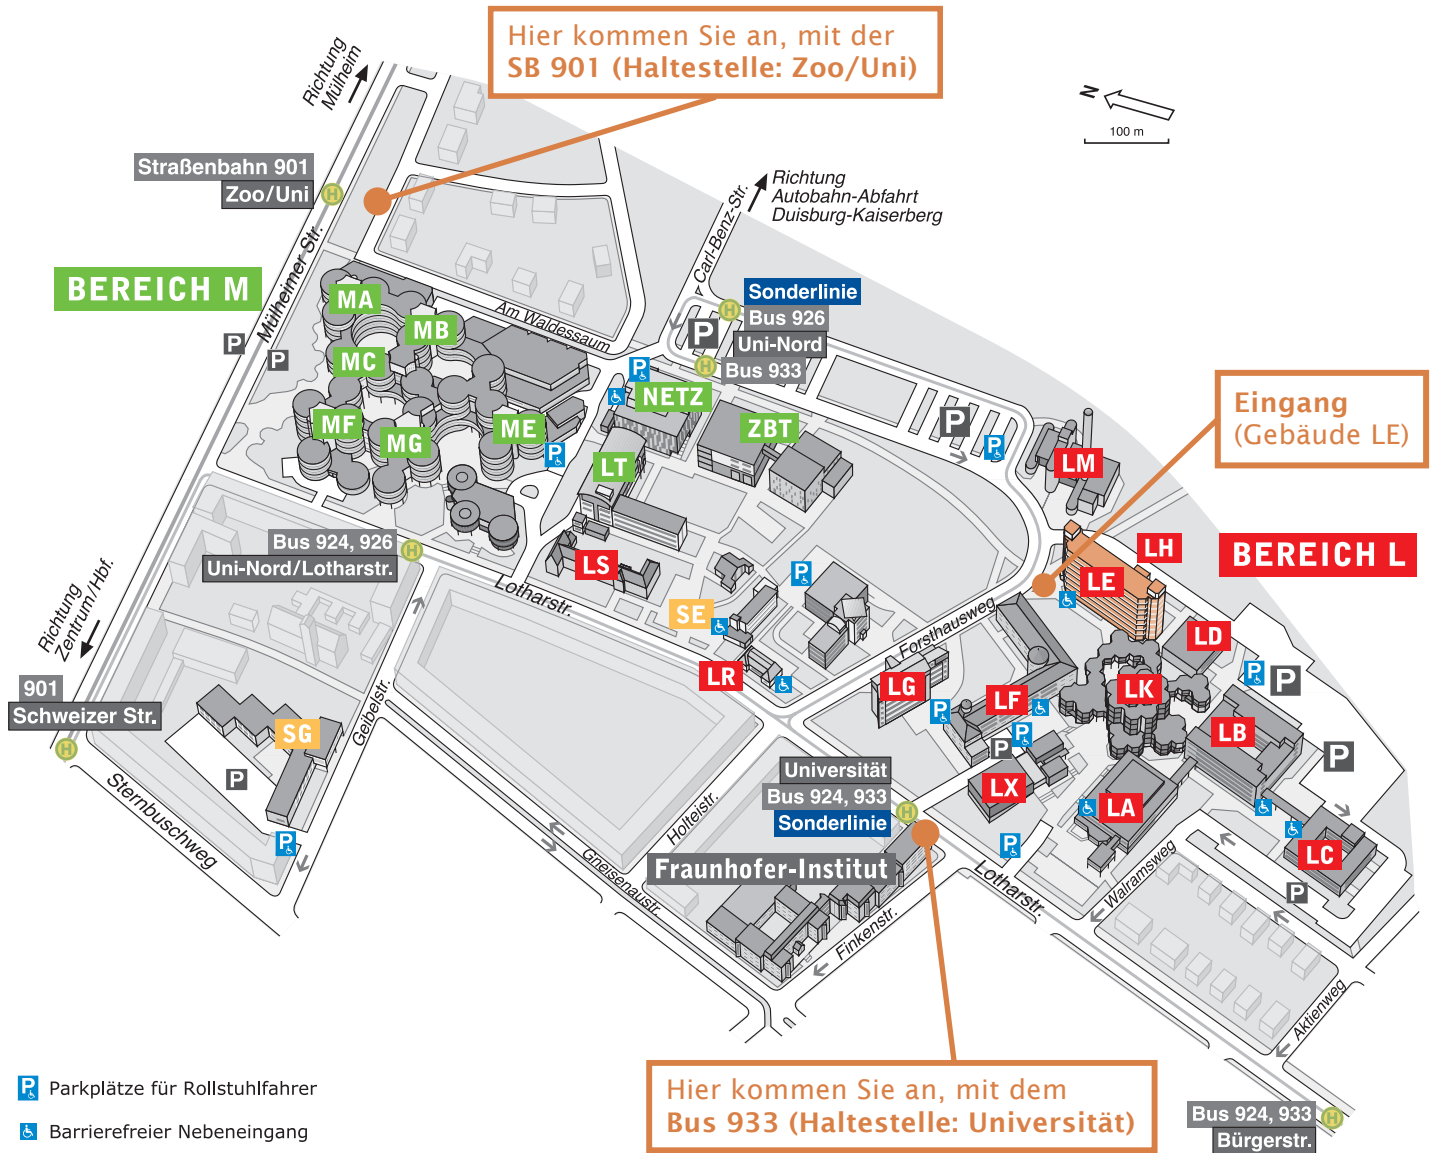 Hier kommen Sie an, mit der
SB 901 (Haltestelle: Zoo/Uni)
Richtung
Mülheim
N
100 m
Straßenbahn 901
Zoo/Uni
H
Richtung
Autobahn-Abfahrt
Duisburg-Kaiserberg
Carl-Benz-Str.
Mülheimer Str.
BEREICH M
MA
MB
MC
MF
MG
ME
Am Waldessaum
P
P
H
Sonderlinie
Bus 926
Uni-Nord
Bus 933
H
P
P
NETZ
ZBT
LT
P
P
P
Eingang
(Gebäude LE)
LM
LH
BEREICH L
LE
LD
Bus 924, 926
Uni-Nord/Lotharstr.
H
LS
Lotharstr.
SE
P
LR
Forsthausweg
LG
P
LF
P
P
LK
P
P
LB
P
Richtung
Zentrum/Hbf.
901
Schweizer Str.
H
SG
P
P
Geibelstr.
Sternbuschweg
Universität
Bus 924, 933
Sonderlinie
H
LX
P
LA
LC
P
Holteistr.
Gneisenaustr.
Fraunhofer-Institut
Finkenstr.
Lotharstr.
Walramsweg
Aktienweg
Hier kommen Sie an, mit dem
Bus 933 (Haltestelle: Universität)
Bus 924, 933
Bürgerstr.
H
P Parkplätze für Rollstuhlfahrer
Barrierefreier Nebeneingang